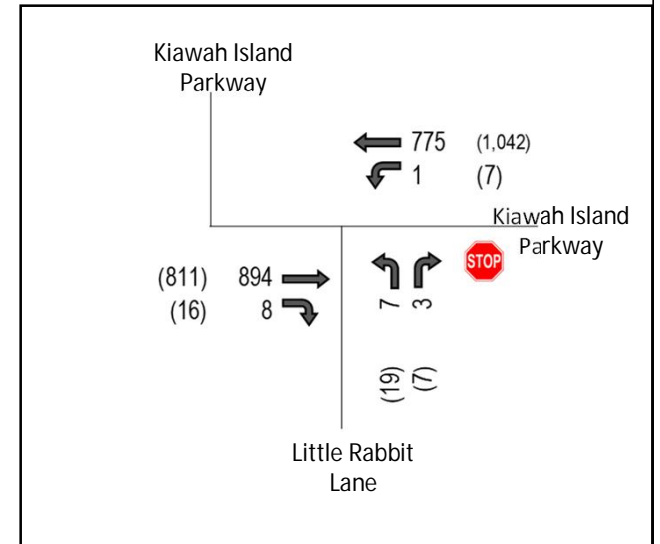 Kiawah Island
Parkway
775 (1,042)
1 (7)
Kiawah Island
Parkway
STOP
(811) 894
(16) 8
7 3
(19) (7)
Little Rabbit
Lane